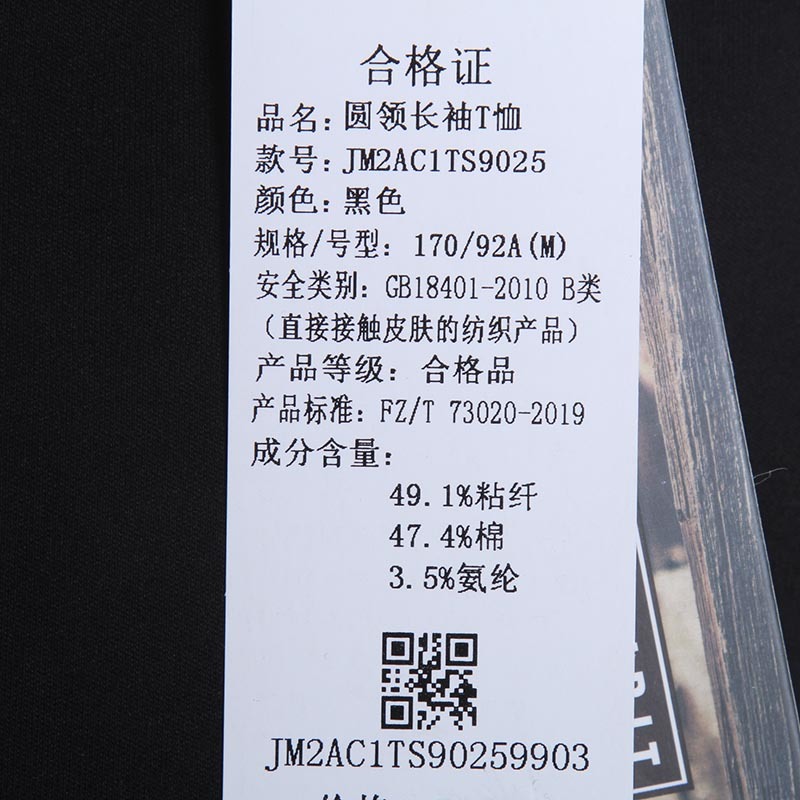 合格证
品名: 圆领长袖T恤
款号: JM2AC1TS9025
颜色: 黑色
规格/号型: 170/92A(M)
安全类别: GB18401-2010 B类
（直接接触皮肤的纺织产品）
产品等级: 合格品
产品标准: FZ/T 73020-2019
成分含量:
49.1%粘纤
47.4%棉
3.5%氨纶
JM2AC1TS90259903